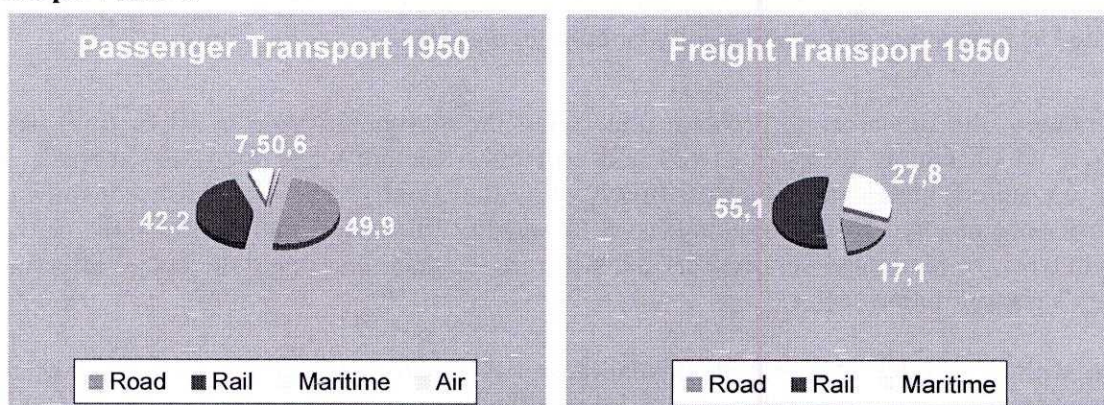 Passenger Transport 1950
7,50,6
42,2
49,9
Road Rail Maritime Air
Freight Transport 1950
27,8
55,1
17,1
Road Rail Maritime